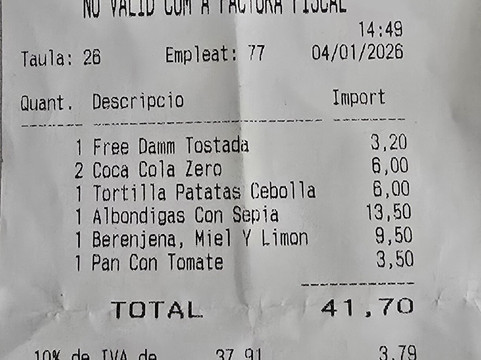 NO VALID COM A FACTURA FISCAL
14:49
Taula: 26 Empleat: 77 04/01/2026
Quant. Descripcio Import
1 Free Damm Tostada 3,20
2 Coca Cola Zero 6,00
1 Tortilla Patatas Cebolla 6,00
1 Albondigas Con Sepia 13,50
1 Berenjena, Miel Y Limon 9,50
1 Pan Con Tomate 3,50
TOTAL 41,70
10% de IVA de 37,91 3,79